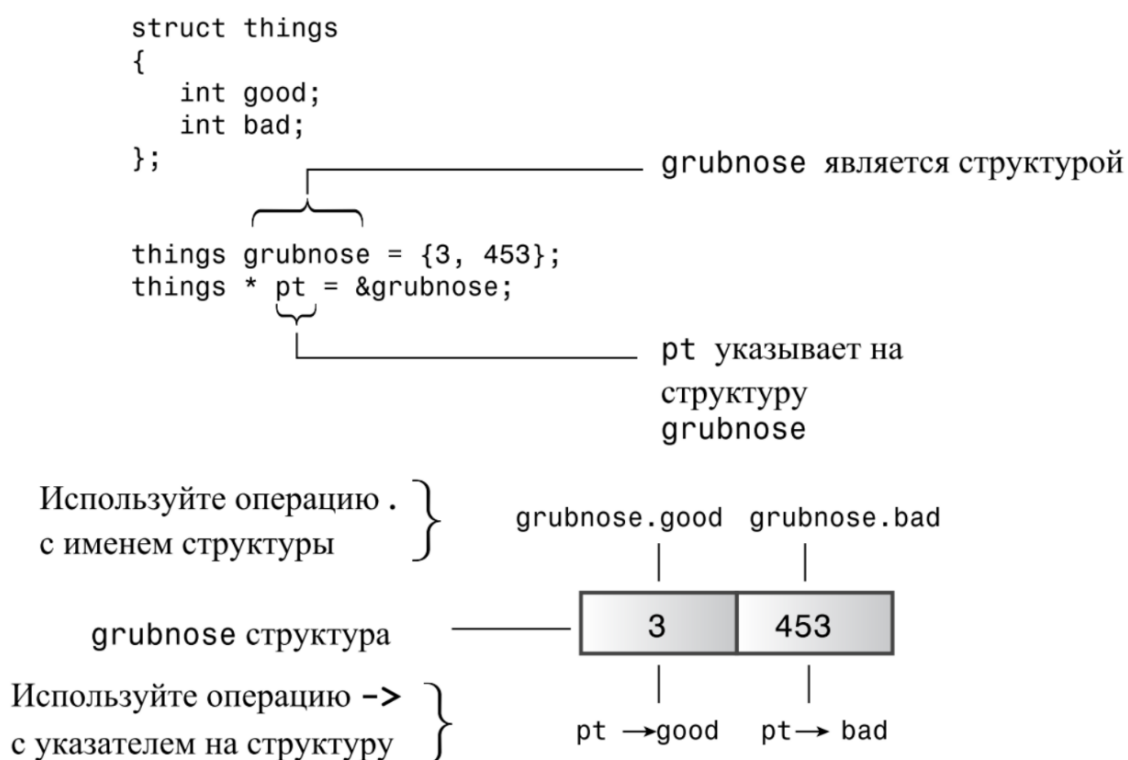 struct things
{
int good;
int bad;
};
grubnose является структурой
things grubnose = {3, 453};
things * pt = &grubnose;
pt указывает на
структуру
grubnose
Используйте операцию .
с именем структуры
grubnose.good grubnose.bad
grubnose структура
3 453
Используйте операцию ->
с указателем на структуру
pt →good pt→ bad